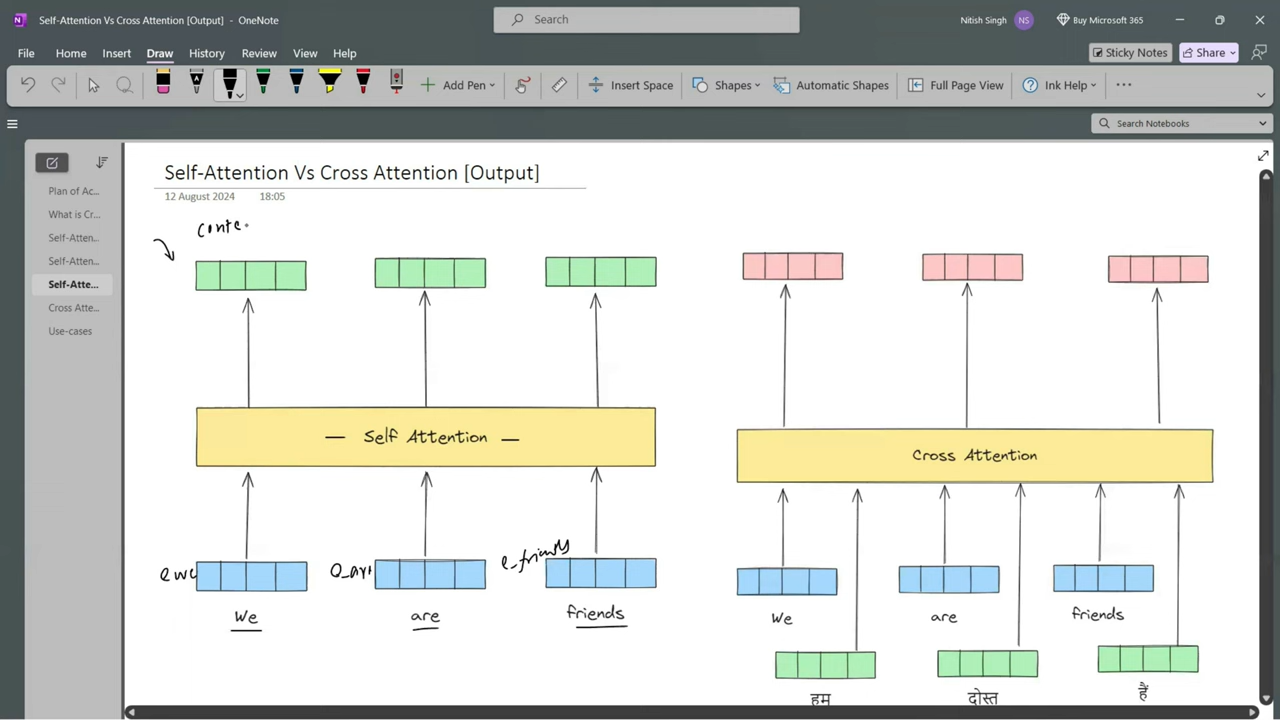 Self-Attention Vs Cross Attention [Output] - OneNote
Search
Nitish Singh NS
Buy Microsoft 365
File Home Insert Draw History Review View Help
Sticky Notes
Share
Add Pen
Insert Space
Shapes
Automatic Shapes
Full Page View
Ink Help
Search Notebooks
Plan of Ac...
What is Cr...
Self-Atten...
Self-Atten...
Self-Atte...
Cross Atte...
Use-cases
Self-Attention Vs Cross Attention [Output]
12 August 2024 18:05
conte
Self Attention
Cross Attention
e_friends
We are friends
We are friends
हम दोस्त हैं